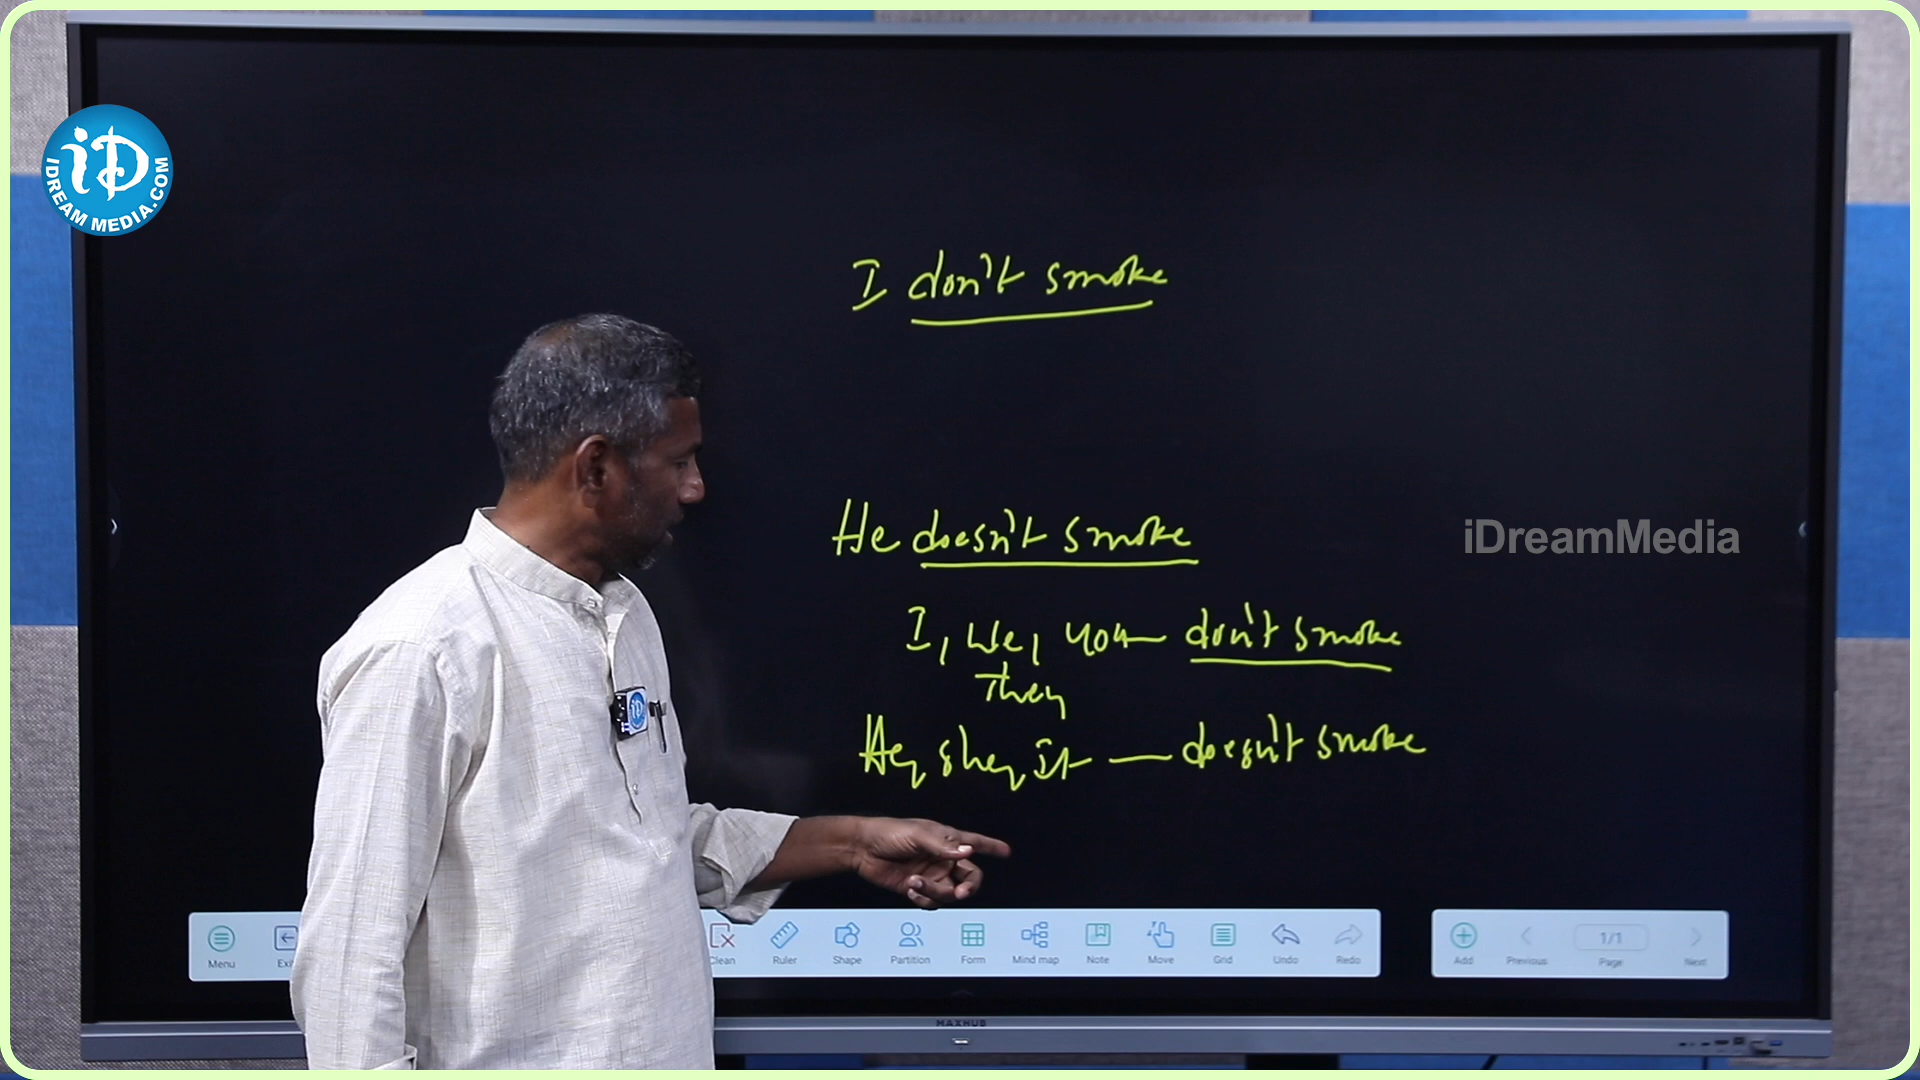 iD
IDREAM MEDIA.COM
I don't smoke
He doesn't smoke
iDreamMedia
I, we, you — don't smoke
They
He, she, it — doesn't smoke
iD
Menu
Clean Ruler Shape Partition Form Mind map Note Move Grid Undo Redo
Add Previous 1/1 Page Next
MAXHUB